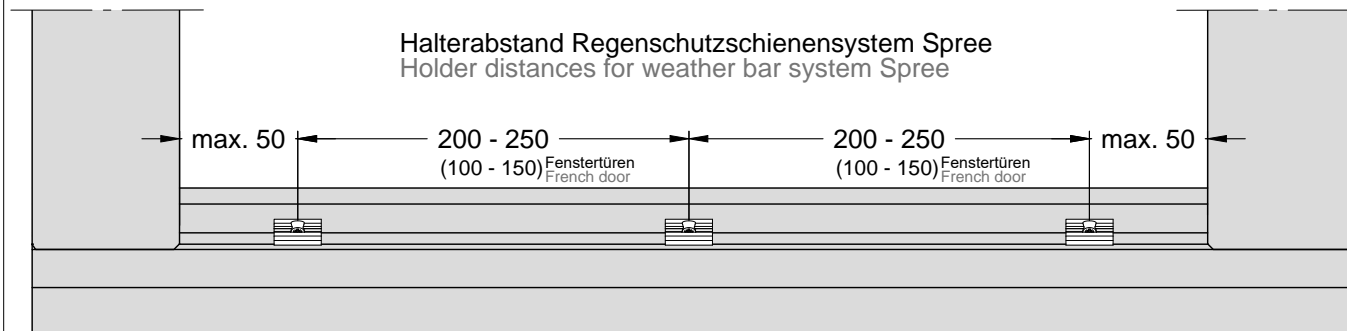 Halterabstand Regenschutzschienensystem Spree
Holder distances for weather bar system Spree
max. 50 200 - 250 200 - 250 max. 50
(100 - 150) Fenstertüren (100 - 150) Fenstertüren
French door French door